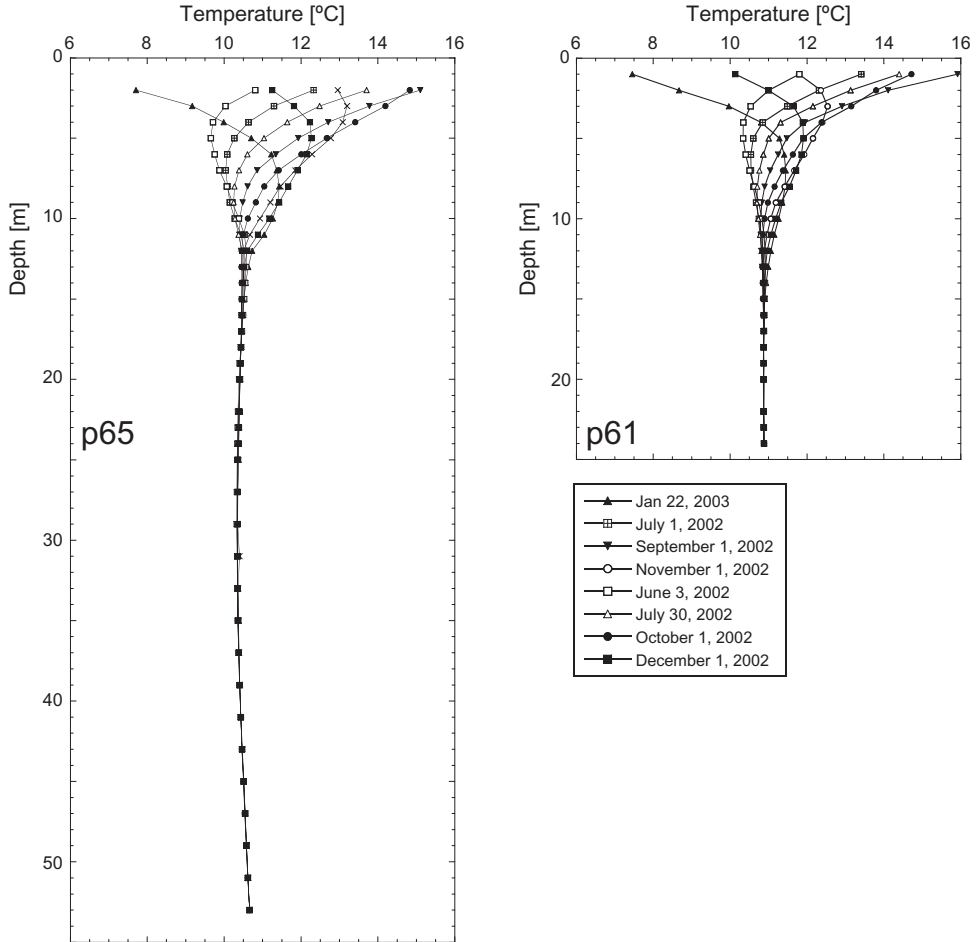 Temperature [ºC]
6 8 10 12 14 16
0
10
20
30
40
50
Depth [m]
p65
Temperature [ºC]
6 8 10 12 14 16
0
10
20
Depth [m]
p61
Jan 22, 2003
July 1, 2002
September 1, 2002
November 1, 2002
June 3, 2002
July 30, 2002
October 1, 2002
December 1, 2002